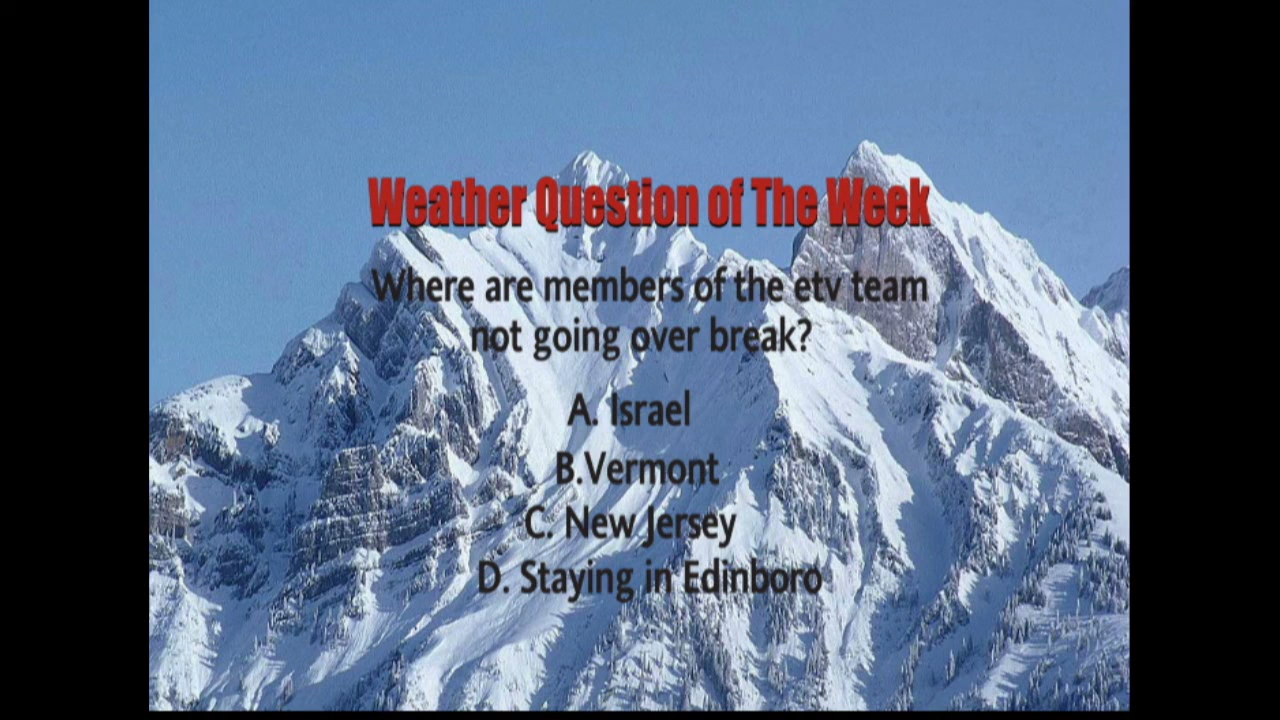 Weather Question of The Week
Where are members of the etv team
not going over break?
A. Israel
B.Vermont
C. New Jersey
D. Staying in Edinboro